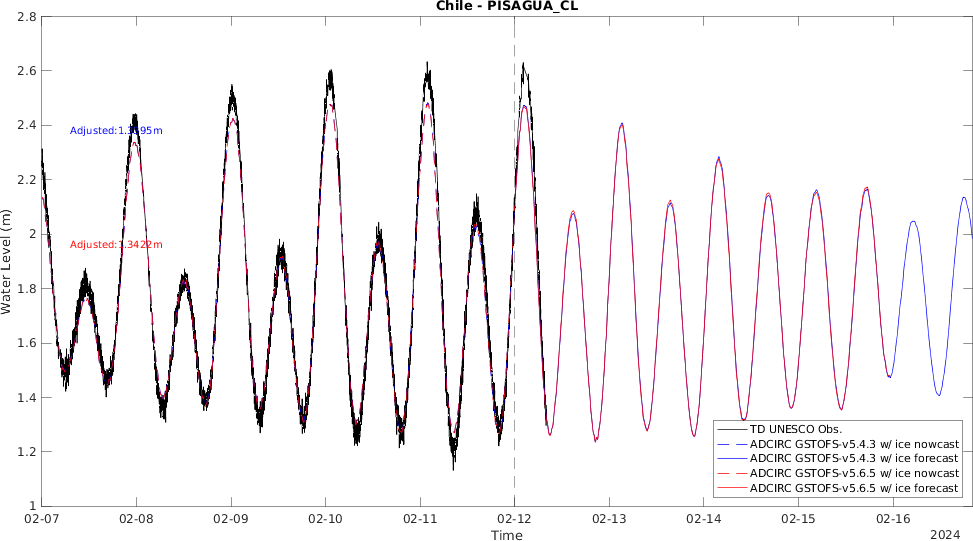 Chile - PISAGUA_CL
2.8
2.6
2.4
2.2
2
1.8
1.6
1.4
1.2
1
Water Level (m)
Adjusted:1.3595m
Adjusted:1.3422m
TD UNESCO Obs.
ADCIRC GSTOFS-v5.4.3 w/ ice nowcast
ADCIRC GSTOFS-v5.4.3 w/ ice forecast
ADCIRC GSTOFS-v5.6.5 w/ ice nowcast
ADCIRC GSTOFS-v5.6.5 w/ ice forecast
02-07 02-08 02-09 02-10 02-11 02-12 02-13 02-14 02-15 02-16
Time
2024